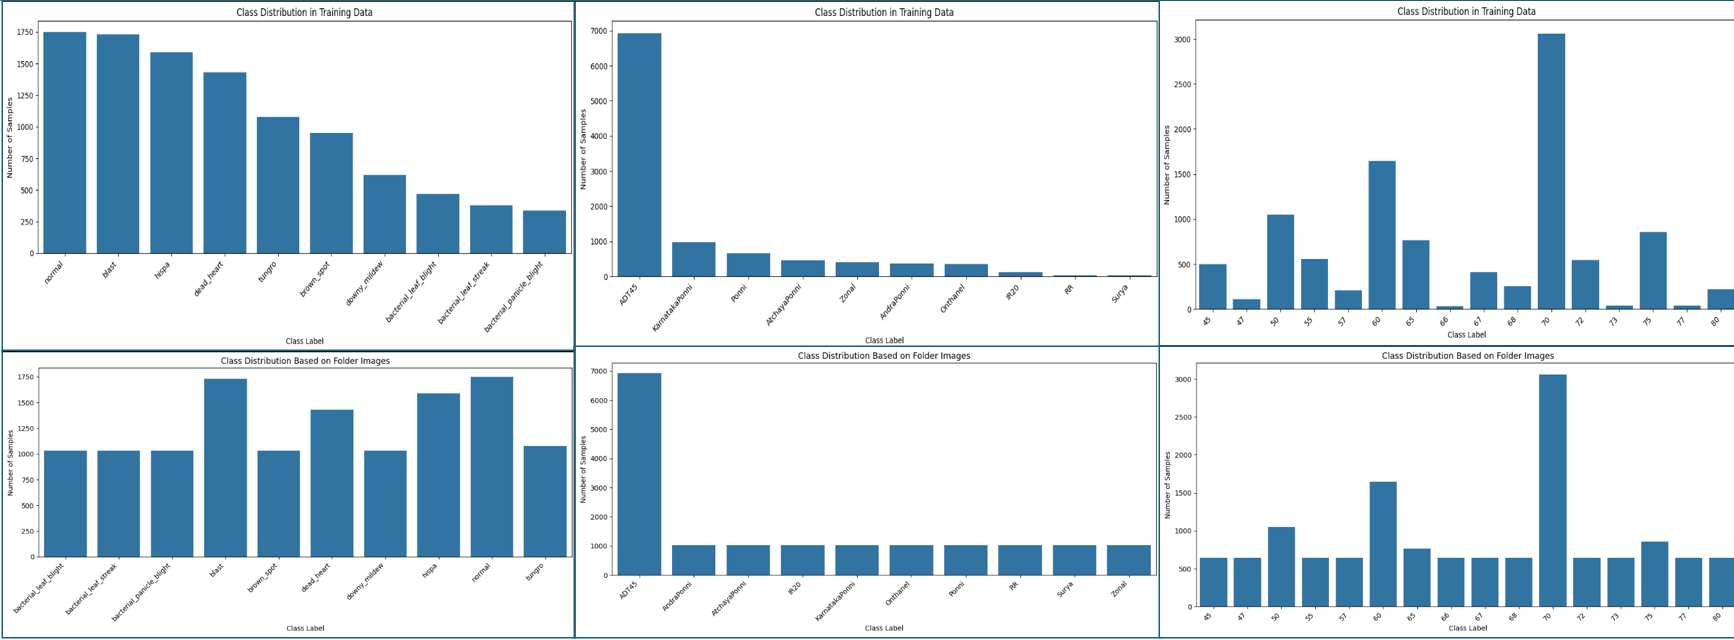 Class Distribution in Training Data
Number of Samples
1750
1500
1250
1000
750
500
250
0
normal
blast
hispa
dead_heart
tungro
brown_spot
downy_mildew
bacterial_leaf_blight
bacterial_leaf_streak
bacterial_panicle_blight
Class Label
Class Distribution in Training Data
Number of Samples
7000
6000
5000
4000
3000
2000
1000
0
ADT45
KarnatakaPonni
Ponni
AtchayaPonni
Zonal
AndraPonni
Onthanel
IR20
RR
Surya
Class Label
Class Distribution in Training Data
Number of Samples
3000
2500
2000
1500
1000
500
0
45
47
50
55
57
60
65
66
67
68
70
72
73
75
77
80
Class Label
Class Distribution Based on Folder Images
Number of Samples
1750
1500
1250
1000
750
500
250
0
bacterial_leaf_blight
bacterial_leaf_streak
bacterial_panicle_blight
blast
brown_spot
dead_heart
downy_mildew
hispa
normal
tungro
Class Label
Class Distribution Based on Folder Images
Number of Samples
7000
6000
5000
4000
3000
2000
1000
0
ADT45
AndraPonni
AtchayaPonni
IR20
KarnatakaPonni
Onthanel
Ponni
RR
Surya
Zonal
Class Label
Class Distribution Based on Folder Images
Number of Samples
3000
2500
2000
1500
1000
500
0
45
47
50
55
57
60
65
66
67
68
70
72
73
75
77
80
Class Label